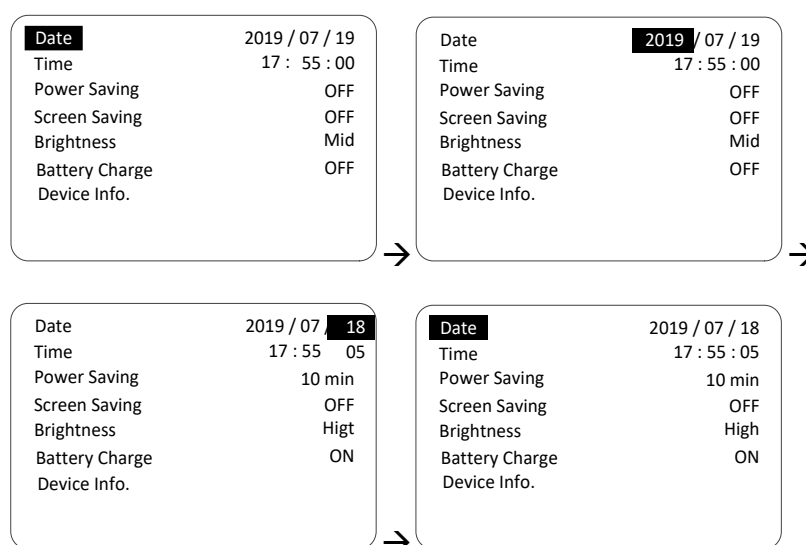 Date 2019 / 07 / 19
Time 17 : 55 : 00
Power Saving OFF
Screen Saving OFF
Brightness Mid
Battery Charge OFF
Device Info.
→
Date 2019 / 07 / 19
Time 17 : 55 : 00
Power Saving OFF
Screen Saving OFF
Brightness Mid
Battery Charge OFF
Device Info.
→
Date 2019 / 07 / 18
Time 17 : 55 05
Power Saving 10 min
Screen Saving OFF
Brightness Higt
Battery Charge ON
Device Info.
→
Date 2019 / 07 / 18
Time 17 : 55 : 05
Power Saving 10 min
Screen Saving OFF
Brightness High
Battery Charge ON
Device Info.